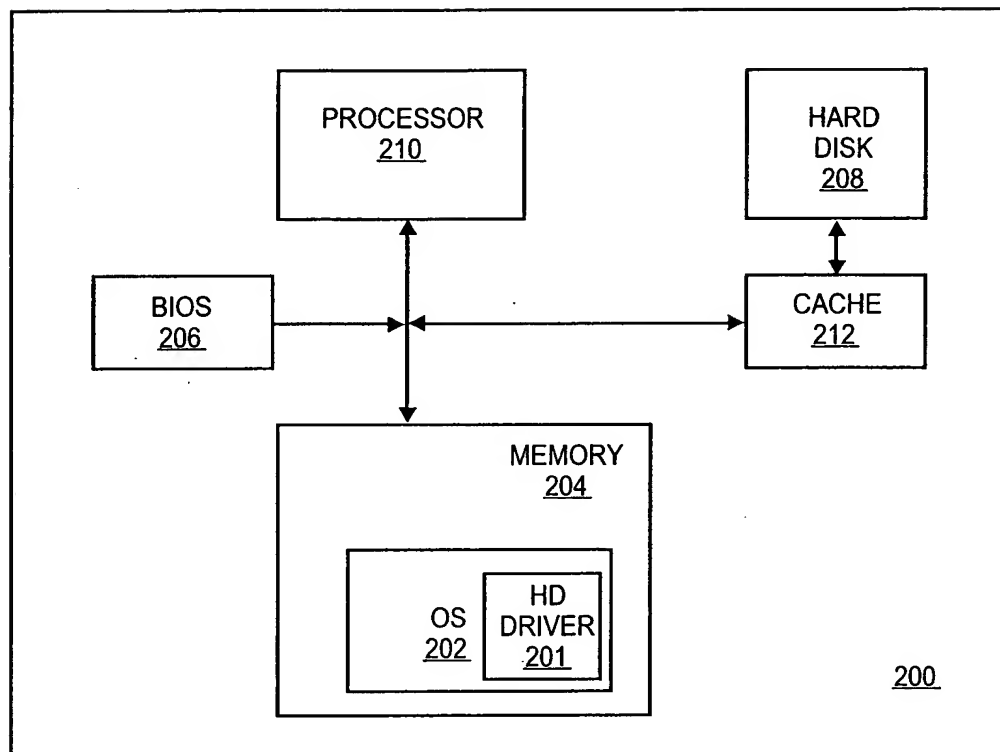 PROCESSOR
210
HARD
DISK
208
BIOS
206
CACHE
212
MEMORY
204
OS
202
HD
DRIVER
201
200